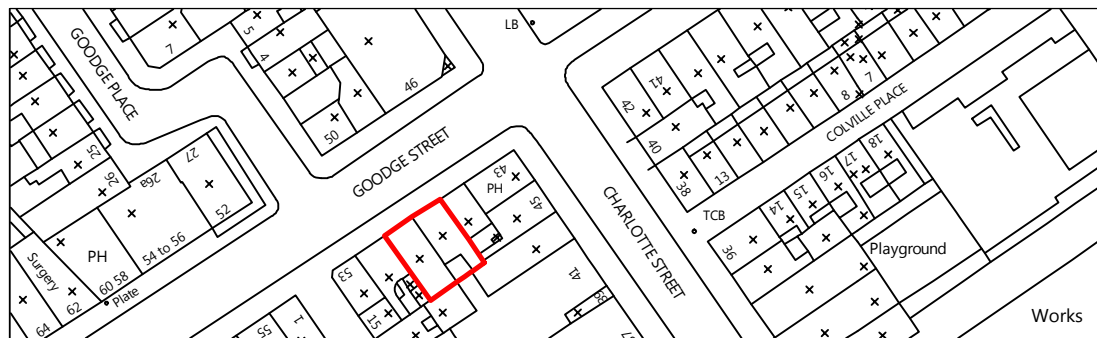 GOODGE PLACE
7
5
4
46
50
LB
42
41
40
38
13
8
7
COLVILLE PLACE
GOODGE STREET
CHARLOTTE STREET
25
26
26a
27
52
54 to 56
PH
60 58
Surgery
62
64
Plate
43
PH
45
53
15
55
1
41
39
37
TCB
36
14
15
16
17
18
Playground
Works